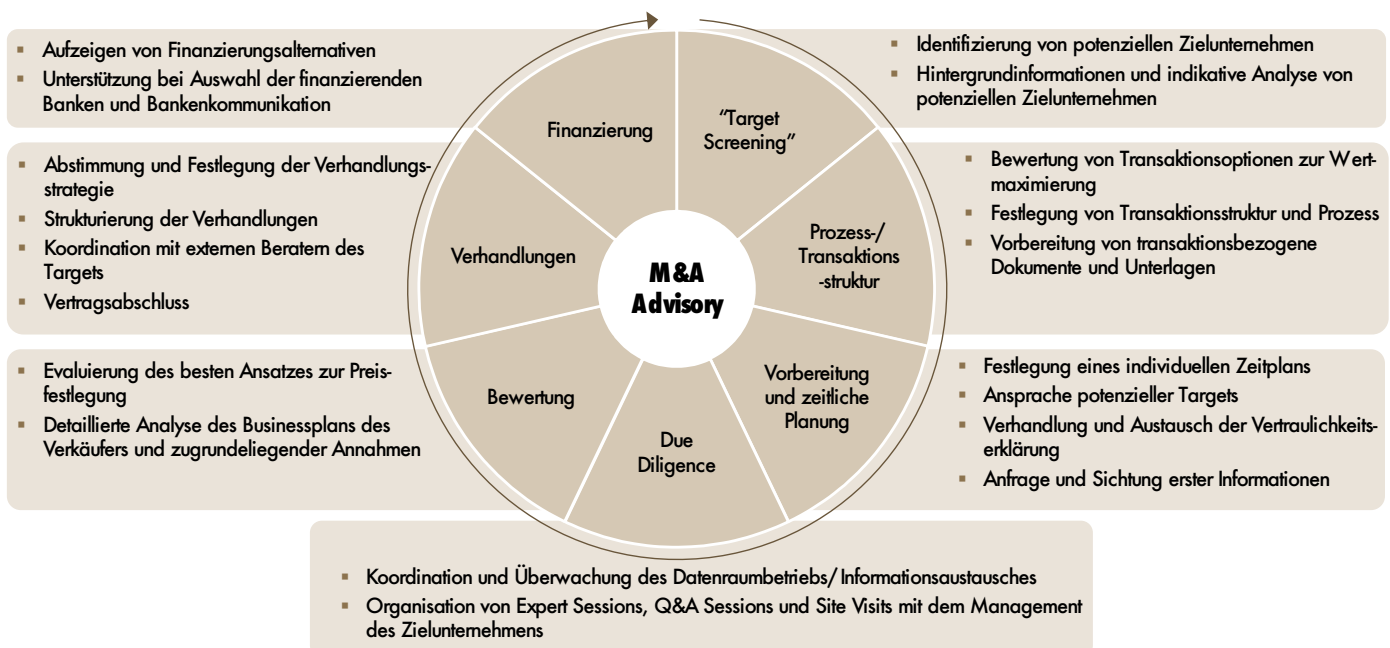 M&A
Advisory
"Target
Screening"
▪ Identifizierung von potenziellen Zielunternehmen
▪ Hintergrundinformationen und indikative Analyse von
potenziellen Zielunternehmen
Prozess-/
Transaktions
-struktur
▪ Bewertung von Transaktionsoptionen zur Wert-
maximierung
▪ Festlegung von Transaktionsstruktur und Prozess
▪ Vorbereitung von transaktionsbezogene
Dokumente und Unterlagen
Vorbereitung
und zeitliche
Planung
▪ Festlegung eines individuellen Zeitplans
▪ Ansprache potenzieller Targets
▪ Verhandlung und Austausch der Vertraulichkeits-
erklärung
▪ Anfrage und Sichtung erster Informationen
Due
Diligence
▪ Koordination und Überwachung des Datenraumbetriebs/Informationsaustausches
▪ Organisation von Expert Sessions, Q&A Sessions und Site Visits mit dem Management
des Zielunternehmens
Bewertung
▪ Evaluierung des besten Ansatzes zur Preis-
festlegung
▪ Detaillierte Analyse des Businessplans des
Verkäufers und zugrundeliegender Annahmen
Verhandlungen
▪ Abstimmung und Festlegung der Verhandlungs-
strategie
▪ Strukturierung der Verhandlungen
▪ Koordination mit externen Beratern des
Targets
▪ Vertragsabschluss
Finanzierung
▪ Aufzeigen von Finanzierungsalternativen
▪ Unterstützung bei Auswahl der finanzierenden
Banken und Bankenkommunikation